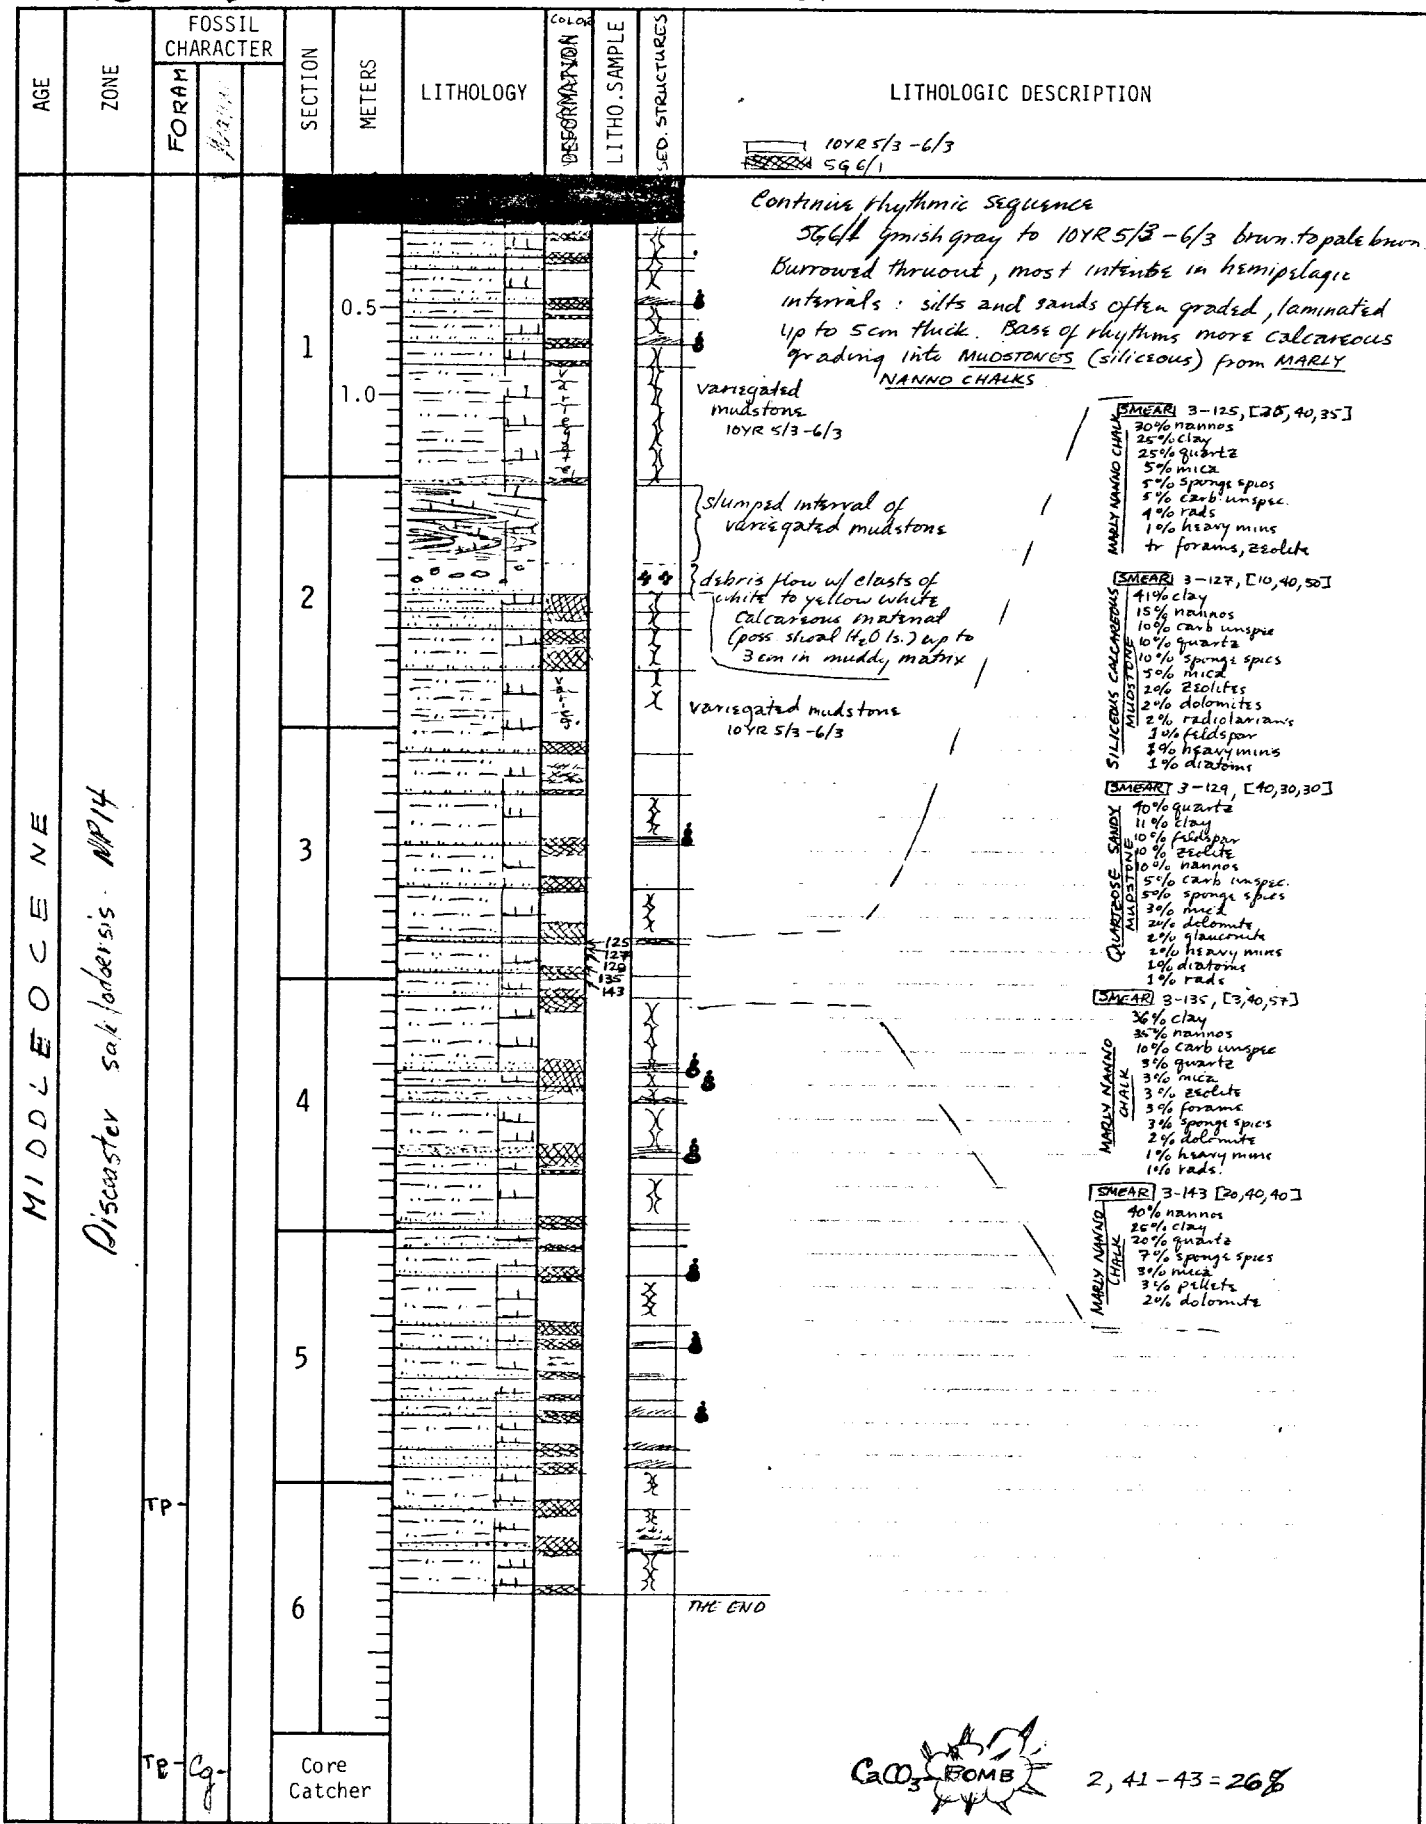 AGE
ZONE
FOSSIL
CHARACTER
FORAM
SECTION
METERS
LITHOLOGY
COLOR
DEFORMATION
LITHO.SAMPLE
SED. STRUCTURES
LITHOLOGIC DESCRIPTION
10YR 5/3 - 6/3
5G 6/1
MIDDLE EOCENE
Discoaster NP14
Continue rhythmic sequence
5G6/1 grnish gray to 10YR 5/3 - 6/3 brwn. to pale brwn.
Burrowed thruout, most intense in hemipelagic
intervals : silts and sands often graded, laminated
up to 5cm thick. Base of rhythms more calcareous
grading into MUDSTONES (siliceous) from MARLY
NANNO CHALKS
0.5
1
1.0
variegated
mudstone
10YR 5/3 - 6/3
slumped interval of
variegated mudstone
2
debris flow w/ clasts of
white to yellow white
calcareous material
(poss. shoal H2O ls.) up to
3 cm in muddy matrix
variegated mudstone
10YR 5/3 - 6/3
3
125
127
129
135
143
4
5
TP
6
THE END
TP
Cg
Core
Catcher
SMEAR 3-125, [25, 40, 35]
MARLY NANNO CHALK
30% nannos
25% clay
25% quartz
5% mica
5% sponge spics
5% carb. unspec.
4% rads
1% heavy mins
tr forams, zeolite
SMEAR 3-127, [10, 40, 50]
SILICEOUS CALCAREOUS
MUDSTONE
41% clay
15% nannos
10% carb unspec
10% quartz
10% sponge spics
5% mica
2% zeolites
2% dolomites
2% radiolarians
1% feldspar
1% heavy mins
1% diatoms
SMEAR 3-129, [40, 30, 30]
QUARTZOSE SANDY
MUDSTONE
40% quartz
11% clay
10% feldspar
10% zeolite
10% nannos
5% carb unspec.
5% sponge spics
3% mica
2% dolomite
2% glauconite
2% heavy mins
1% diatoms
1% rads
SMEAR 3-135, [3, 40, 57]
MARLY NANNO
CHALK
36% clay
35% nannos
10% carb unspec
3% quartz
3% mica
3% zeolite
3% forams
3% sponge spics
2% dolomite
1% heavy mins
1% rads.
SMEAR 3-143 [20, 40, 40]
MARLY NANNO
CHALK
40% nannos
25% clay
20% quartz
7% sponge spics
3% mica
3% pellets
2% dolomite
CaCO3 BOMB 2, 41 - 43 = 26%